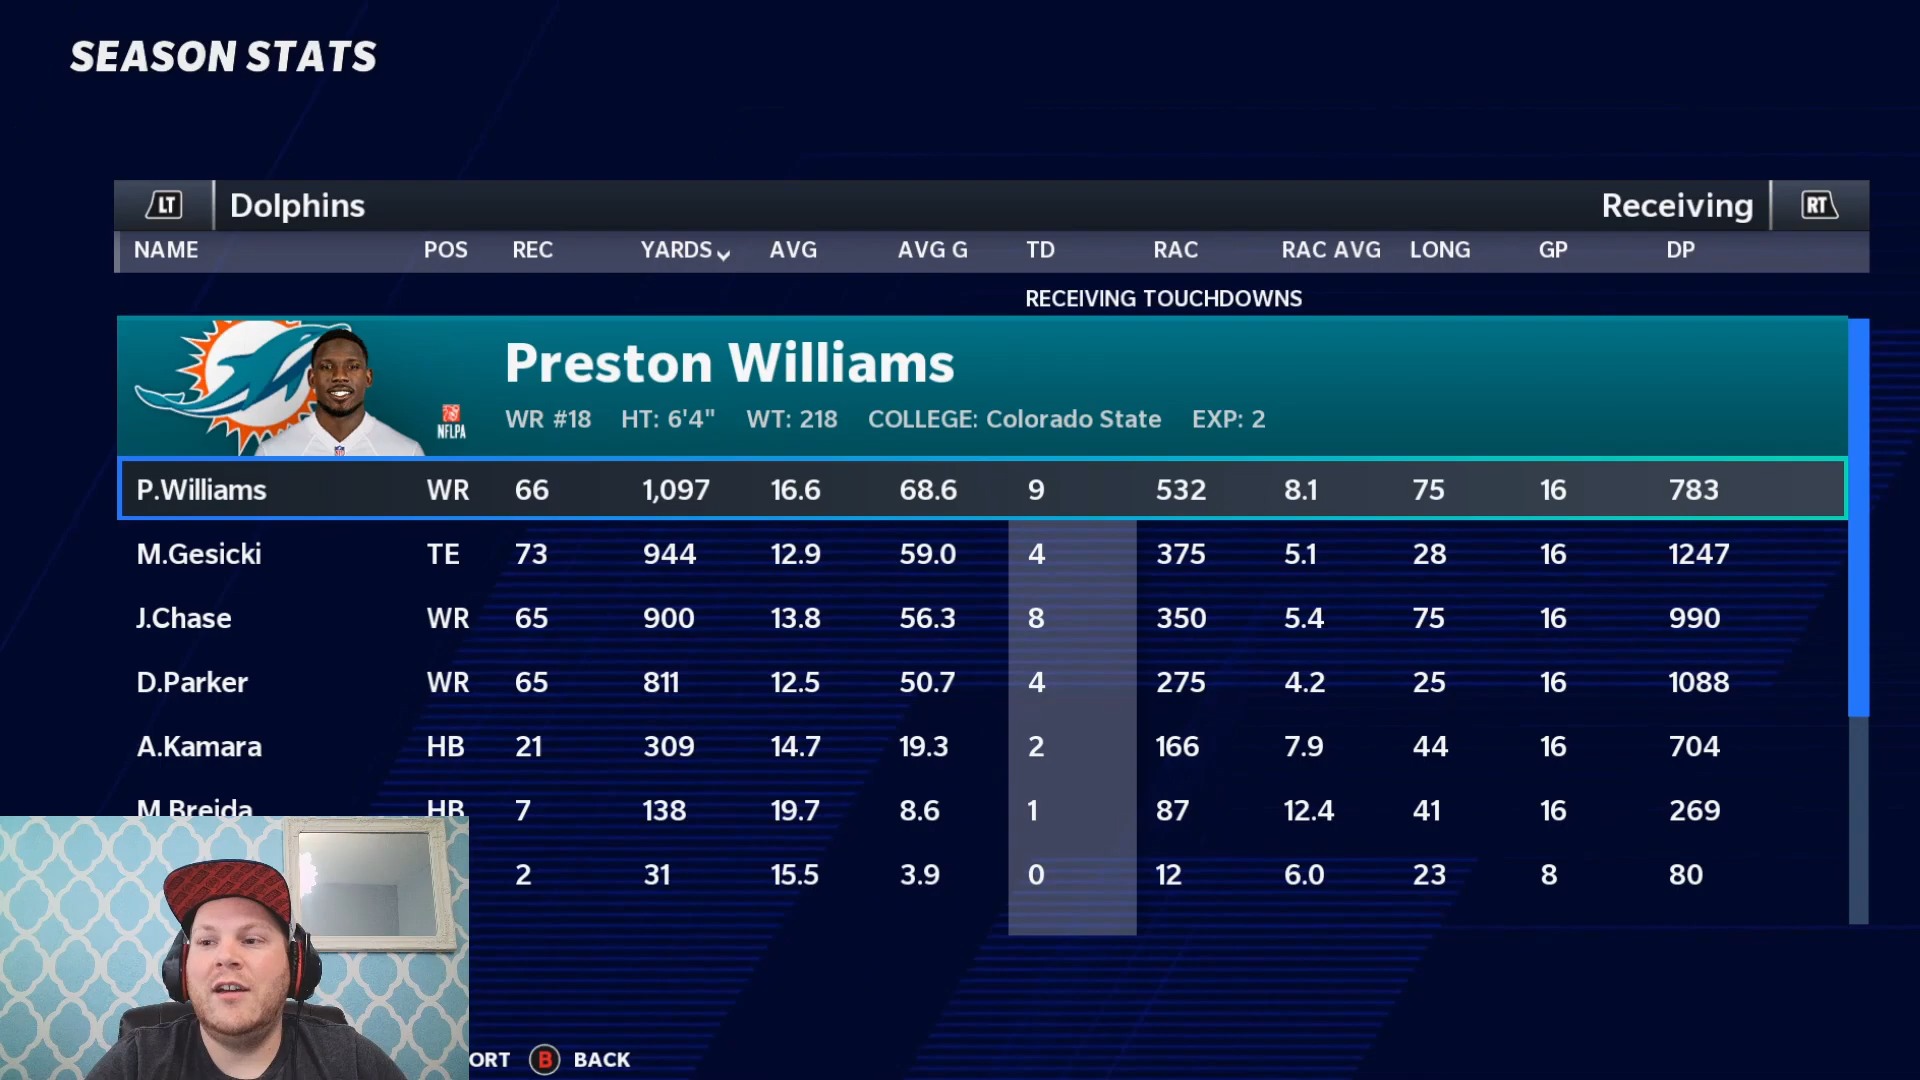 SEASON STATS
LT Dolphins Receiving RT
NAME POS REC YARDS AVG AVG G TD RAC RAC AVG LONG GP DP
RECEIVING TOUCHDOWNS
Preston Williams
NFLPA WR #18 HT: 6'4" WT: 218 COLLEGE: Colorado State EXP: 2
P.Williams WR 66 1,097 16.6 68.6 9 532 8.1 75 16 783
M.Gesicki TE 73 944 12.9 59.0 4 375 5.1 28 16 1247
J.Chase WR 65 900 13.8 56.3 8 350 5.4 75 16 990
D.Parker WR 65 811 12.5 50.7 4 275 4.2 25 16 1088
A.Kamara HB 21 309 14.7 19.3 2 166 7.9 44 16 704
M.Breida HB 7 138 19.7 8.6 1 87 12.4 41 16 269
2 31 15.5 3.9 0 12 6.0 23 8 80
ORT B BACK